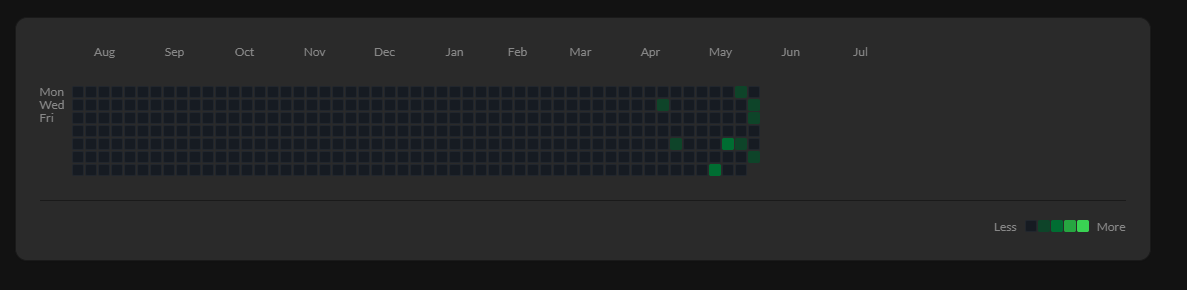 Aug Sep Oct Nov Dec Jan Feb Mar Apr May Jun Jul
Mon
Wed
Fri
Less More